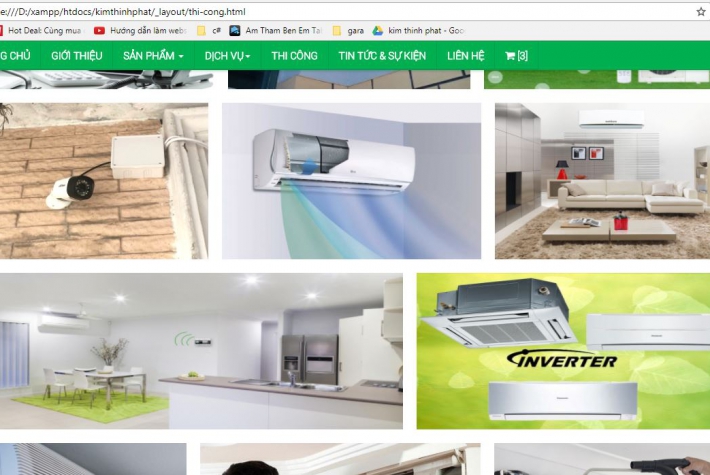 e:///D:/xampp/htdocs/kimthinhphat/_layout/thi-cong.html
Hot Deal: Cùng mua Hướng dẫn làm web c# Am Tham Ben Em Ta gara kim thinh phat - Goo
G CHỦ GIỚI THIỆU SẢN PHẨM DỊCH VỤ THI CÔNG TIN TỨC & SỰ KIỆN LIÊN HỆ [3]
INVERTER